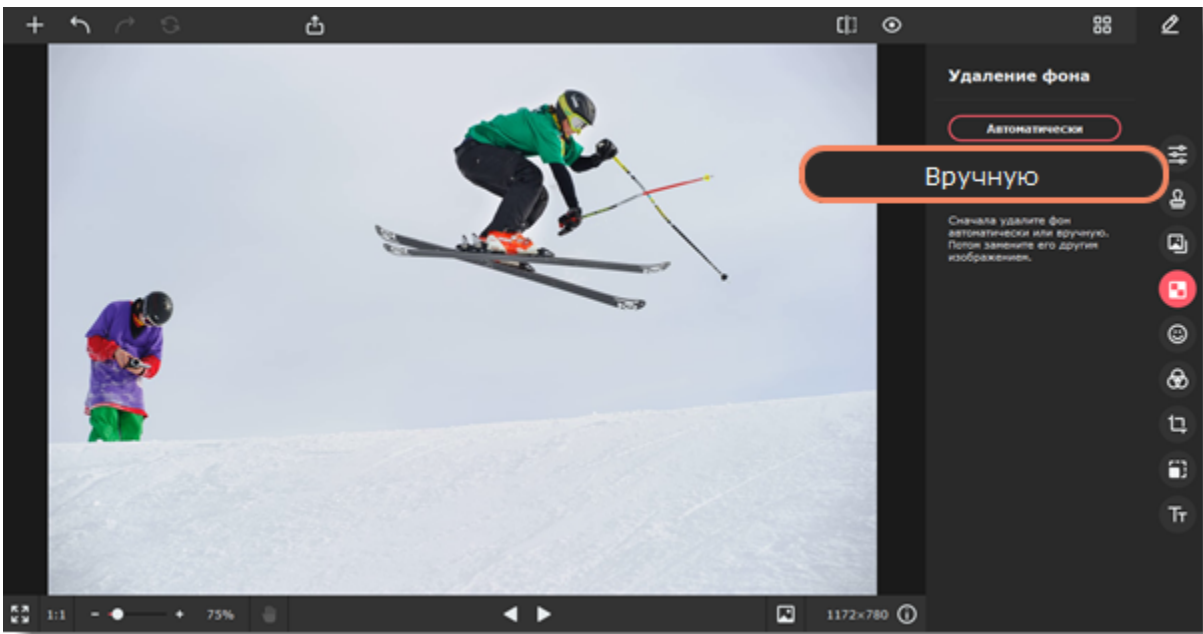 Удаление фона
Автоматически
Вручную
Сначала удалите фон
автоматически или вручную.
Потом замените его другим
изображением.
Tт
1:1 - + 75% 1172×780